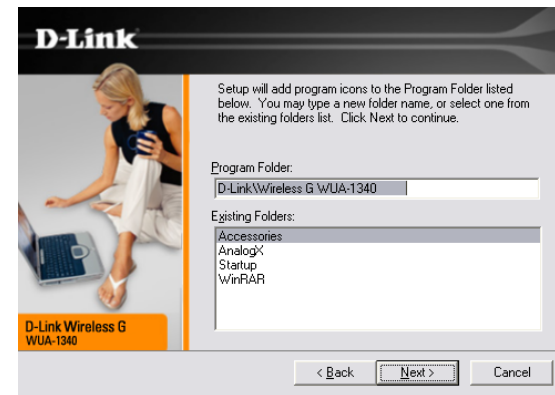 D-Link
Setup will add program icons to the Program Folder listed
below. You may type a new folder name, or select one from
the existing folders list. Click Next to continue.
Program Folder:
D-Link\Wireless G WUA-1340
Existing Folders:
Accessories
AnalogX
Startup
WinRAR
D-Link Wireless G
WUA-1340
< Back
Next >
Cancel